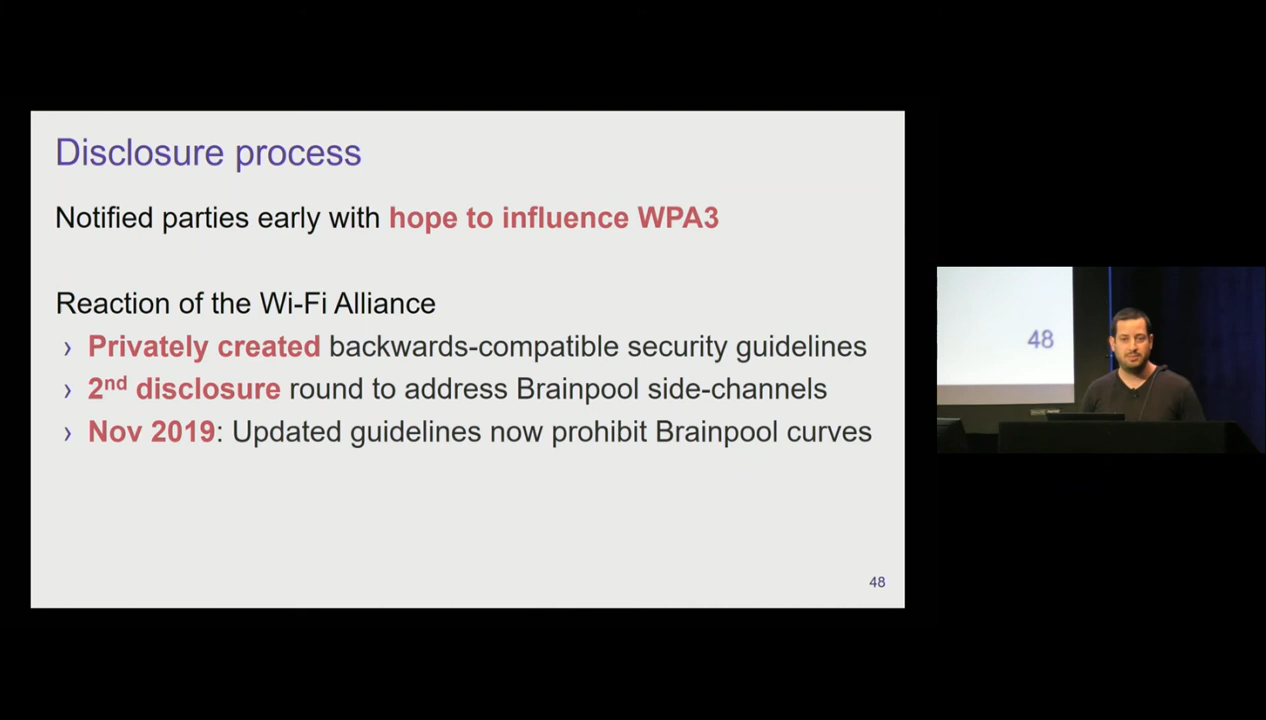 Disclosure process
Notified parties early with hope to influence WPA3
Reaction of the Wi-Fi Alliance
› Privately created backwards-compatible security guidelines
› 2nd disclosure round to address Brainpool side-channels
› Nov 2019: Updated guidelines now prohibit Brainpool curves
48
48